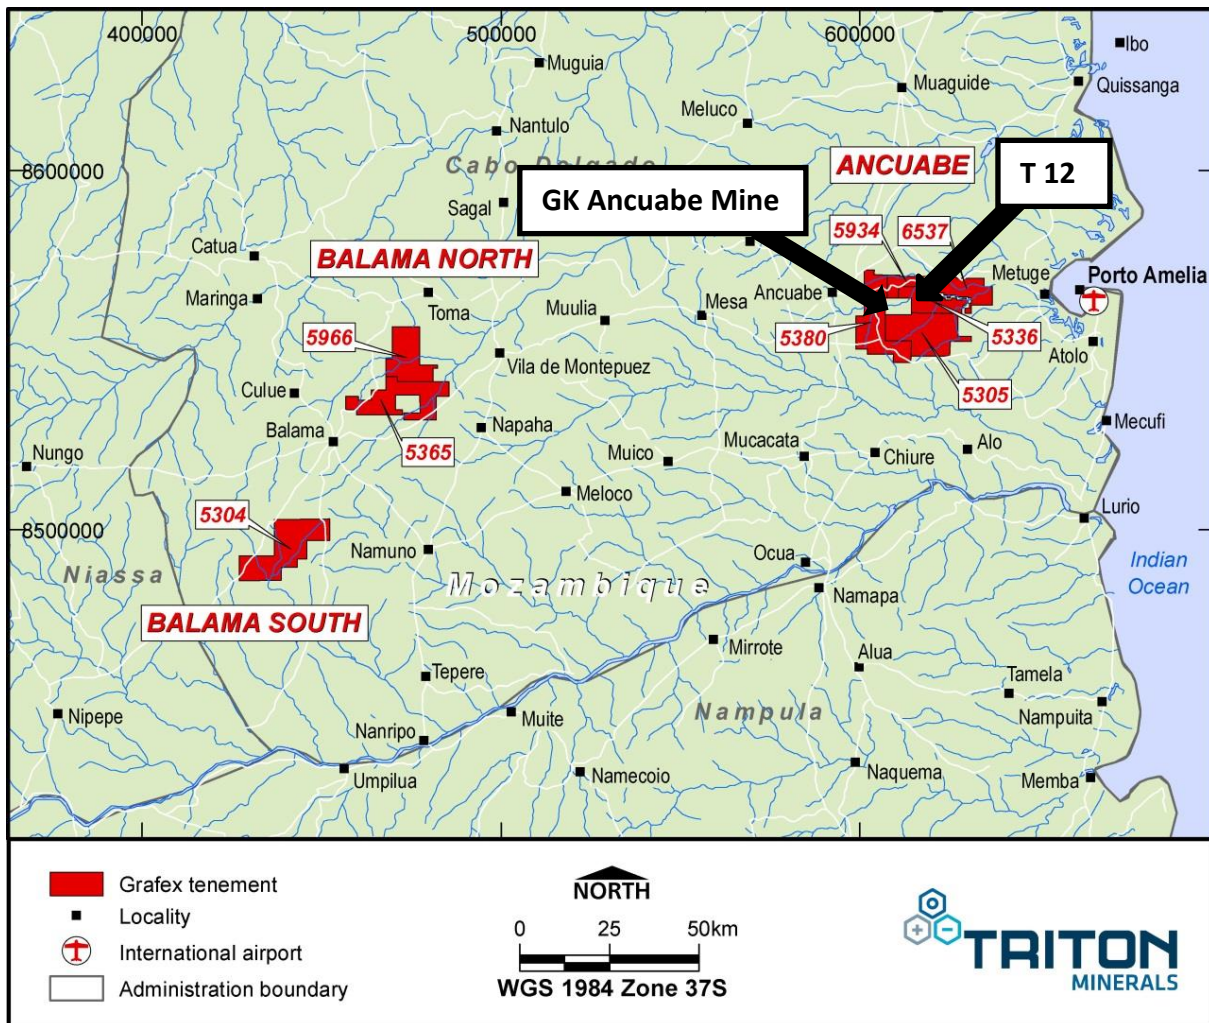 400000
500000
600000
Ibo
Muguia
Quissanga
Muaguide
Meluco
Nantulo
Cabo Delgado
ANCUABE
T 12
8600000
GK Ancuabe Mine
Sagal
5934
6537
Catua
BALAMA NORTH
Metuge
Porto Amelia
Maringa
Toma
Ancuabe
Mesa
Muulia
5966
5380
5336
Atolo
Vila de Montepuez
Culue
5305
Mecufi
Balama
Napaha
5365
Mucacata
Alo
Nungo
Muico
Chiure
Meloco
Lurio
5304
8500000
Namuno
Ocua
Indian
Ocean
Niassa
Mozambique
Namapa
BALAMA SOUTH
Mirrote
Alua
Tepere
Tamela
Nipepe
Muite
Nampula
Nampuita
Nanripo
Umpilua
Namecoio
Naquema
Memba
Grafex tenement
Locality
International airport
Administration boundary
NORTH
0 25 50km
WGS 1984 Zone 37S
TRITON
MINERALS